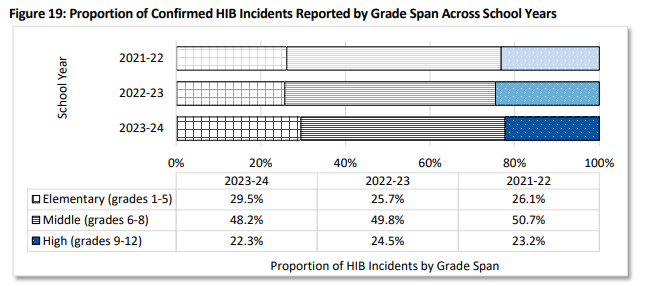 Figure 19: Proportion of Confirmed HIB Incidents Reported by Grade Span Across School Years
School Year
2021-22
2022-23
2023-24
0% 20% 40% 60% 80% 100%
2023-24 2022-23 2021-22
Elementary (grades 1-5) 29.5% 25.7% 26.1%
Middle (grades 6-8) 48.2% 49.8% 50.7%
High (grades 9-12) 22.3% 24.5% 23.2%
Proportion of HIB Incidents by Grade Span